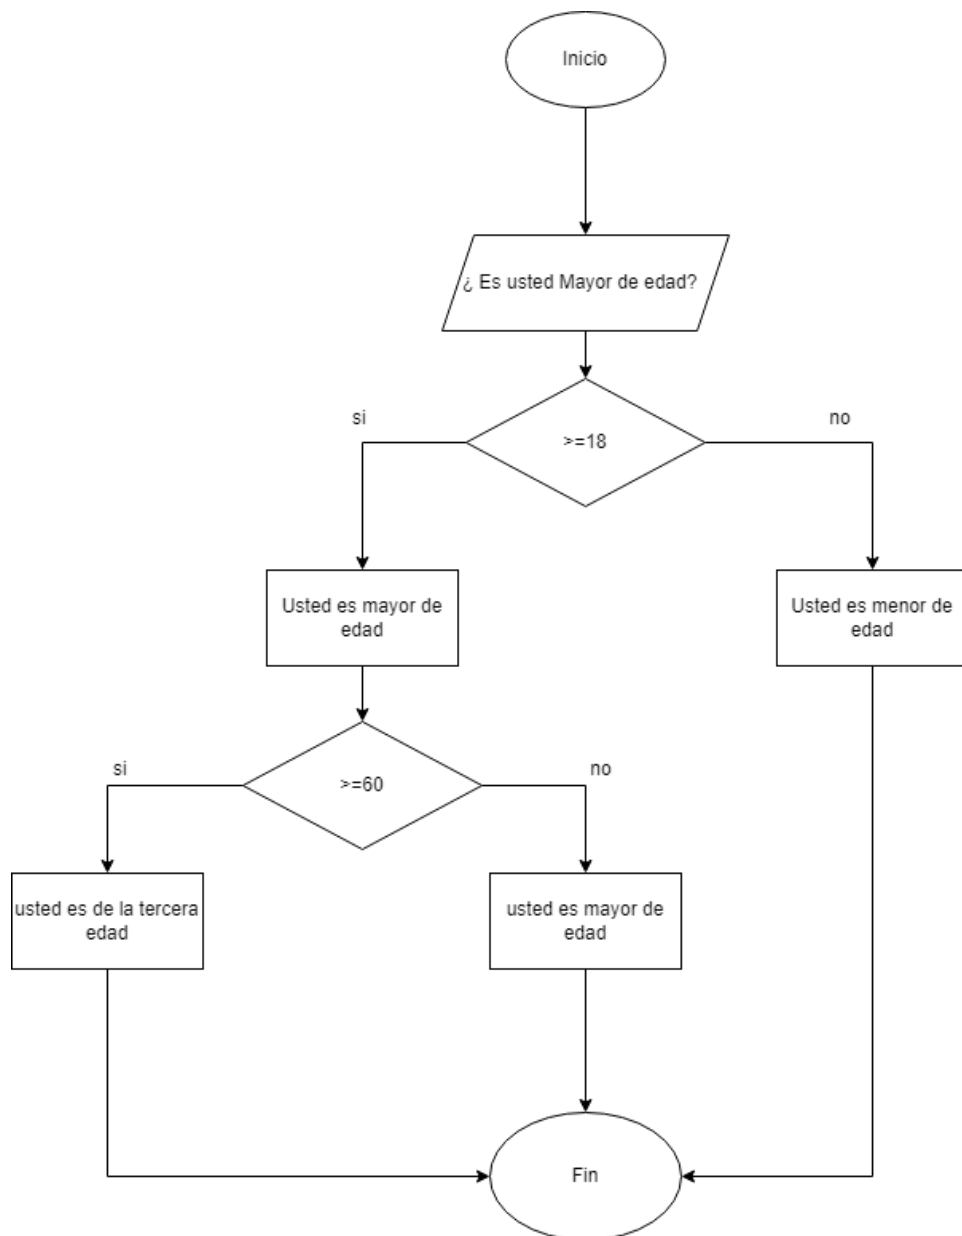 Inicio
¿ Es usted Mayor de edad?
si
no
>=18
Usted es mayor de
edad
Usted es menor de
edad
si
no
>=60
usted es de la tercera
edad
usted es mayor de
edad
Fin